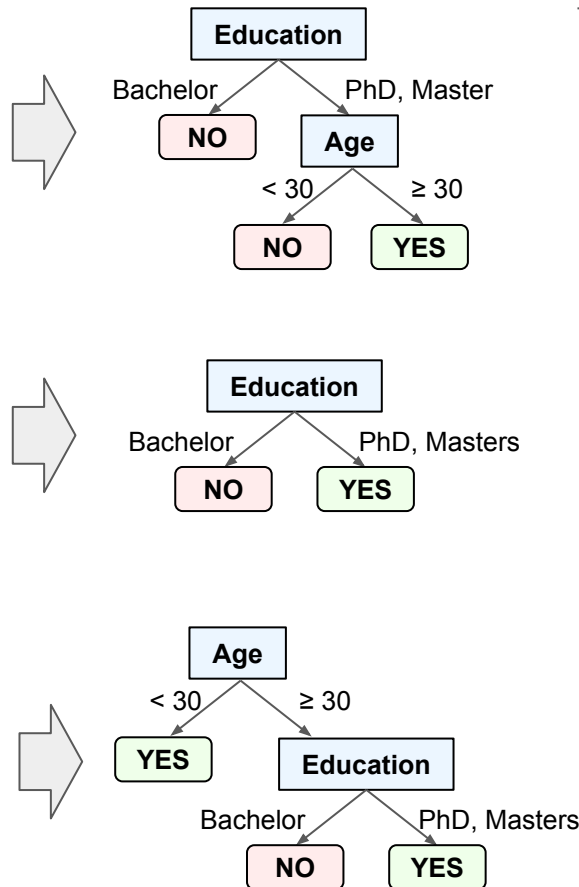 Education
Bachelor PhD, Master
NO Age
< 30 ≥ 30
NO YES
Education
Bachelor PhD, Masters
NO YES
Age
< 30 ≥ 30
YES Education
Bachelor PhD, Masters
NO YES